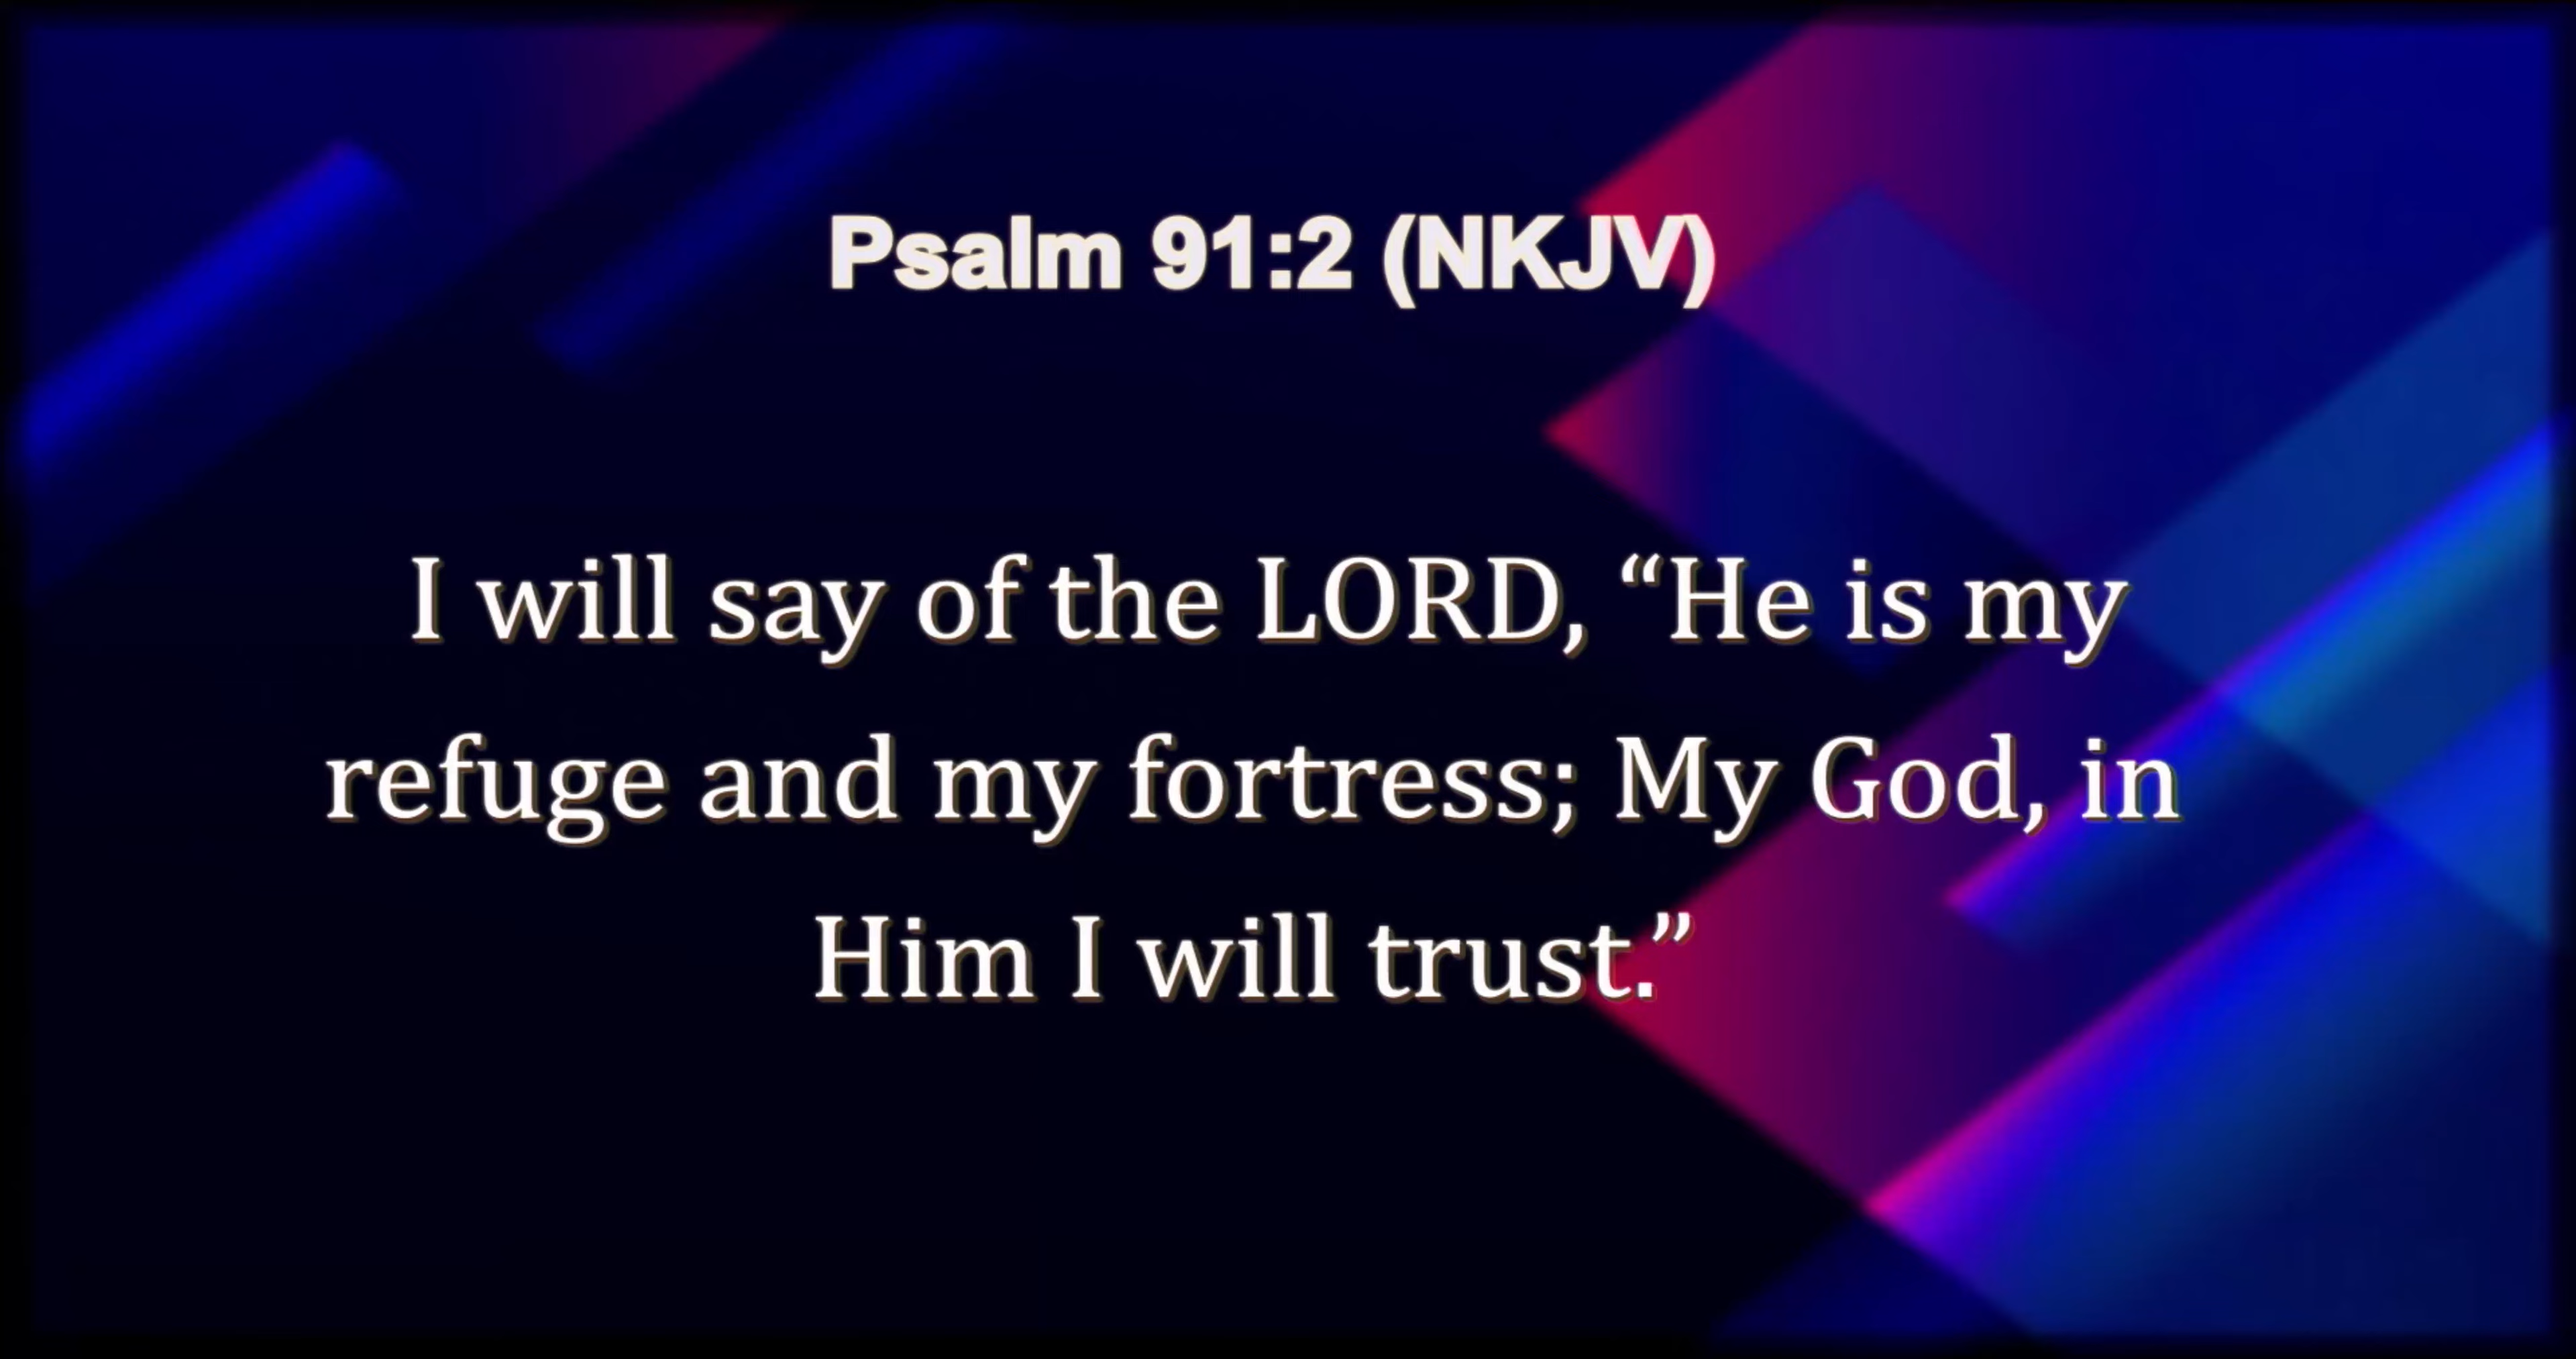 Psalm 91:2 (NKJV)
I will say of the LORD, “He is my
refuge and my fortress; My God, in
Him I will trust.”